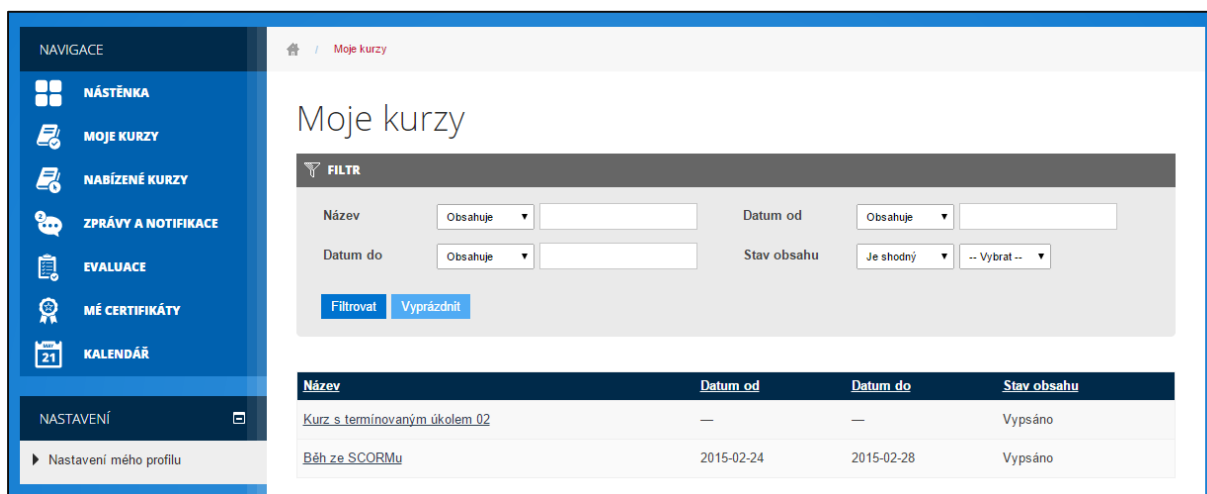 NAVIGACE
NÁSTĚNKA
MOJE KURZY
NABÍZENÉ KURZY
2
ZPRÁVY A NOTIFIKACE
EVALUACE
MÉ CERTIFIKÁTY
21
KALENDÁŘ
NASTAVENÍ
Nastavení mého profilu
/ Moje kurzy
Moje kurzy
FILTR
Název Obsahuje Datum od Obsahuje
Datum do Obsahuje Stav obsahu Je shodný -- Vybrat --
Filtrovat Vyprázdnit
Název Datum od Datum do Stav obsahu
Kurz s termínovaným úkolem 02 — — Vypsáno
Běh ze SCORMu 2015-02-24 2015-02-28 Vypsáno